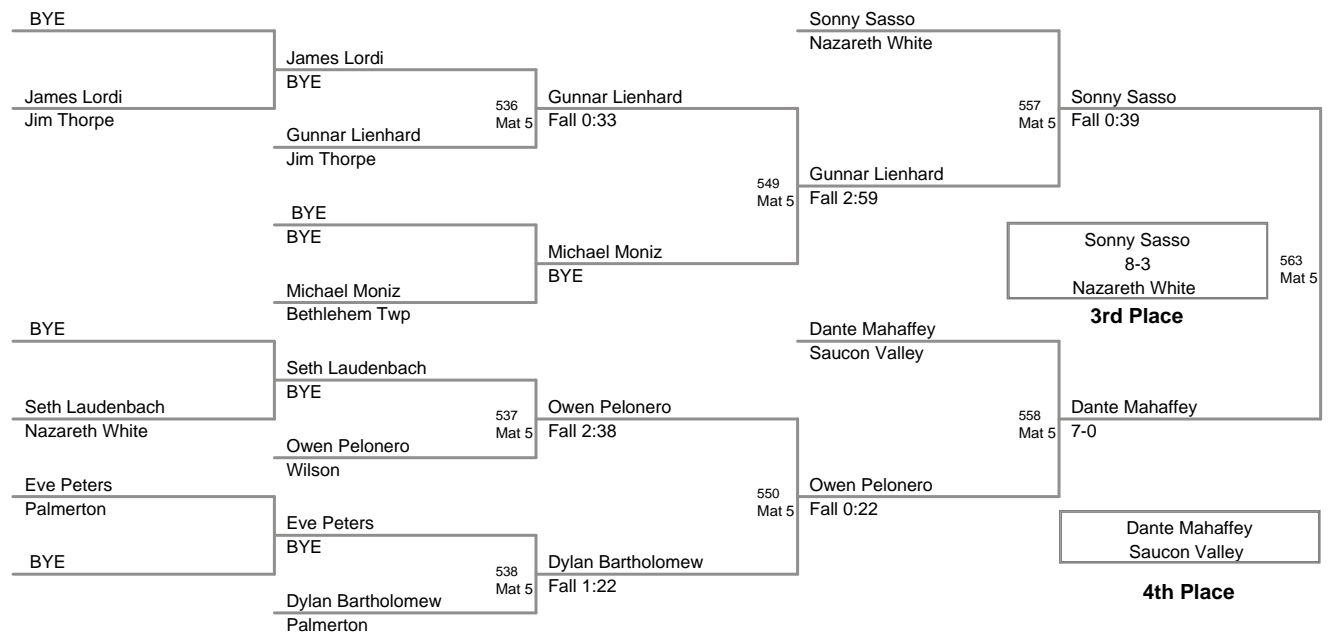 BYE
James Lordi
Jim Thorpe
James Lordi
BYE
Gunnar Lienhard
Jim Thorpe
536
Mat 5
Gunnar Lienhard
Fall 0:33
BYE
BYE
Michael Moniz
Bethlehem Twp
Michael Moniz
BYE
549
Mat 5
Gunnar Lienhard
Fall 2:59
Sonny Sasso
Nazareth White
557
Mat 5
Sonny Sasso
Fall 0:39
Sonny Sasso
8-3
Nazareth White
3rd Place
563
Mat 5
BYE
Seth Laudenbach
Nazareth White
Seth Laudenbach
BYE
Owen Pelonero
Wilson
537
Mat 5
Owen Pelonero
Fall 2:38
Eve Peters
Palmerton
BYE
Eve Peters
BYE
Dylan Bartholomew
Palmerton
538
Mat 5
Dylan Bartholomew
Fall 1:22
550
Mat 5
Owen Pelonero
Fall 0:22
Dante Mahaffey
Saucon Valley
558
Mat 5
Dante Mahaffey
7-0
Dante Mahaffey
Saucon Valley
4th Place